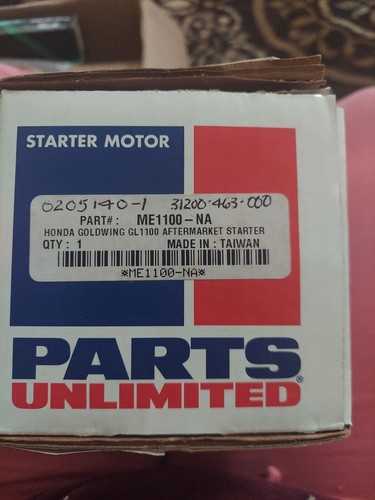 STARTER MOTOR
0205140-1 31200-463-000
PART#: ME1100-NA
HONDA GOLDWING GL1100 AFTERMARKET STARTER
QTY : 1 MADE IN : TAIWAN
*ME1100-NA*
PARTS
UNLIMITED®